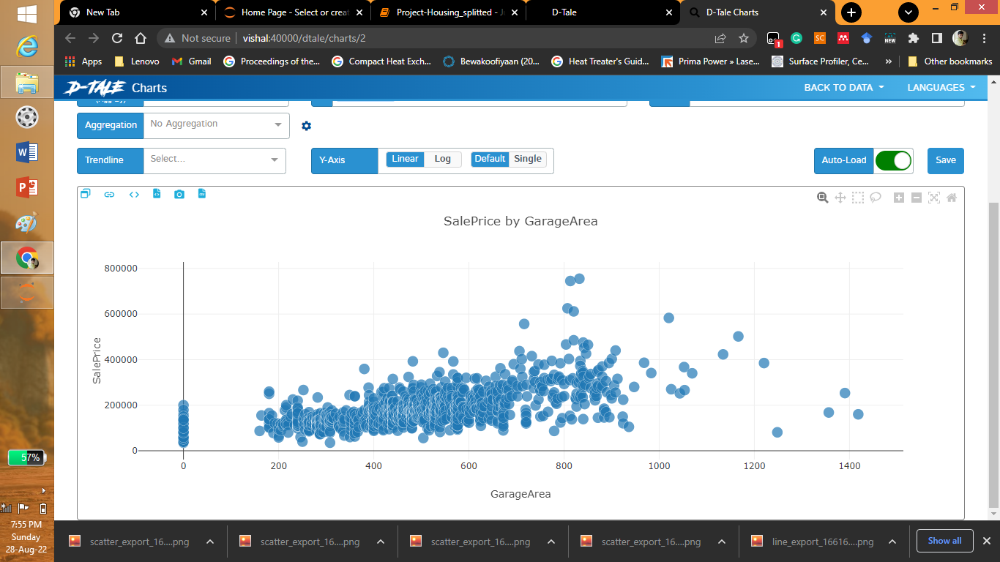 New Tab
Home Page - Select or creat
Project-Housing_splitted - J
D-Tale
D-Tale Charts
Not secure
vishal:40000/dtale/charts/2
1
SC
NEW
Apps
Lenovo
Gmail
Proceedings of the...
Compact Heat Exch...
Bewakoofiyaan (20...
Heat Treater's Guid...
Prima Power » Lase...
Surface Profiler, Ce...
»
Other bookmarks
D-TALE Charts
BACK TO DATA
LANGUAGES
Aggregation
No Aggregation
Trendline
Select...
Y-Axis
Linear
Log
Default
Single
Auto-Load
Save
SalePrice by GarageArea
SalePrice
800000
600000
400000
200000
0
0
200
400
600
800
1000
1200
1400
GarageArea
57%
7:55 PM
Sunday
28-Aug-22
scatter_export_16....png
scatter_export_16....png
scatter_export_16....png
scatter_export_16....png
line_export_16616....png
Show all